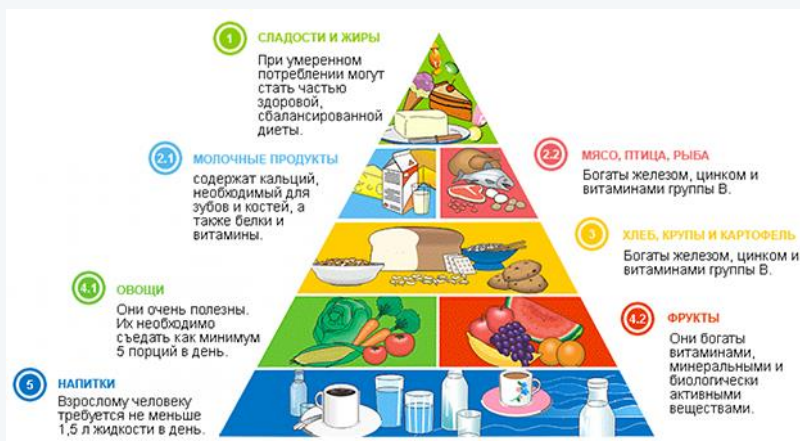 1
СЛАДОСТИ И ЖИРЫ
При умеренном
потреблении могут
стать частью
здоровой,
сбалансированной
диеты.
2.1
МОЛОЧНЫЕ ПРОДУКТЫ
содержат кальций,
необходимый для
зубов и костей, а
также белки и
витамины.
2.2
МЯСО, ПТИЦА, РЫБА
Богаты железом, цинком и
витаминами группы В.
3
ХЛЕБ, КРУПЫ И КАРТОФЕЛЬ
Богаты железом, цинком и
витаминами группы В.
4.1
ОВОЩИ
Они очень полезны.
Их необходимо
съедать как минимум
5 порций в день.
4.2
ФРУКТЫ
Они богаты
витаминами,
минеральными и
биологически
активными
веществами.
5
НАПИТКИ
Взрослому человеку
требуется не меньше
1,5 л жидкости в день.